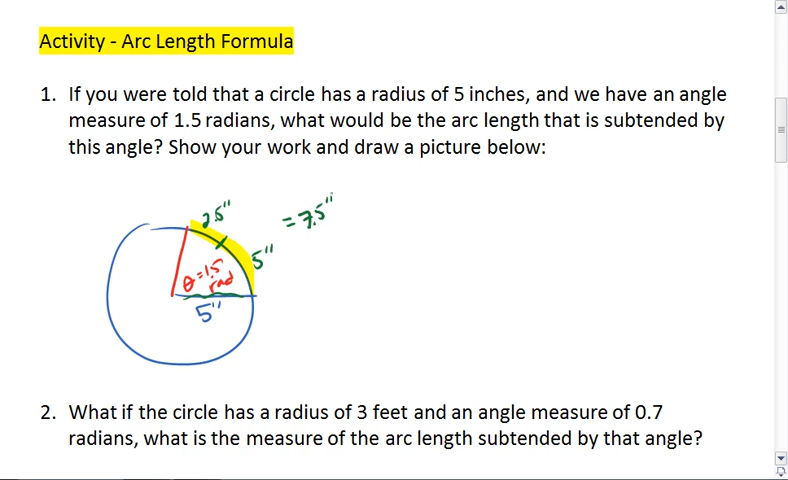 Activity - Arc Length Formula
1. If you were told that a circle has a radius of 5 inches, and we have an angle
measure of 1.5 radians, what would be the arc length that is subtended by
this angle? Show your work and draw a picture below:
2.5"
= 7.5"
5"
θ=1.5
rad
5"
2. What if the circle has a radius of 3 feet and an angle measure of 0.7
radians, what is the measure of the arc length subtended by that angle?